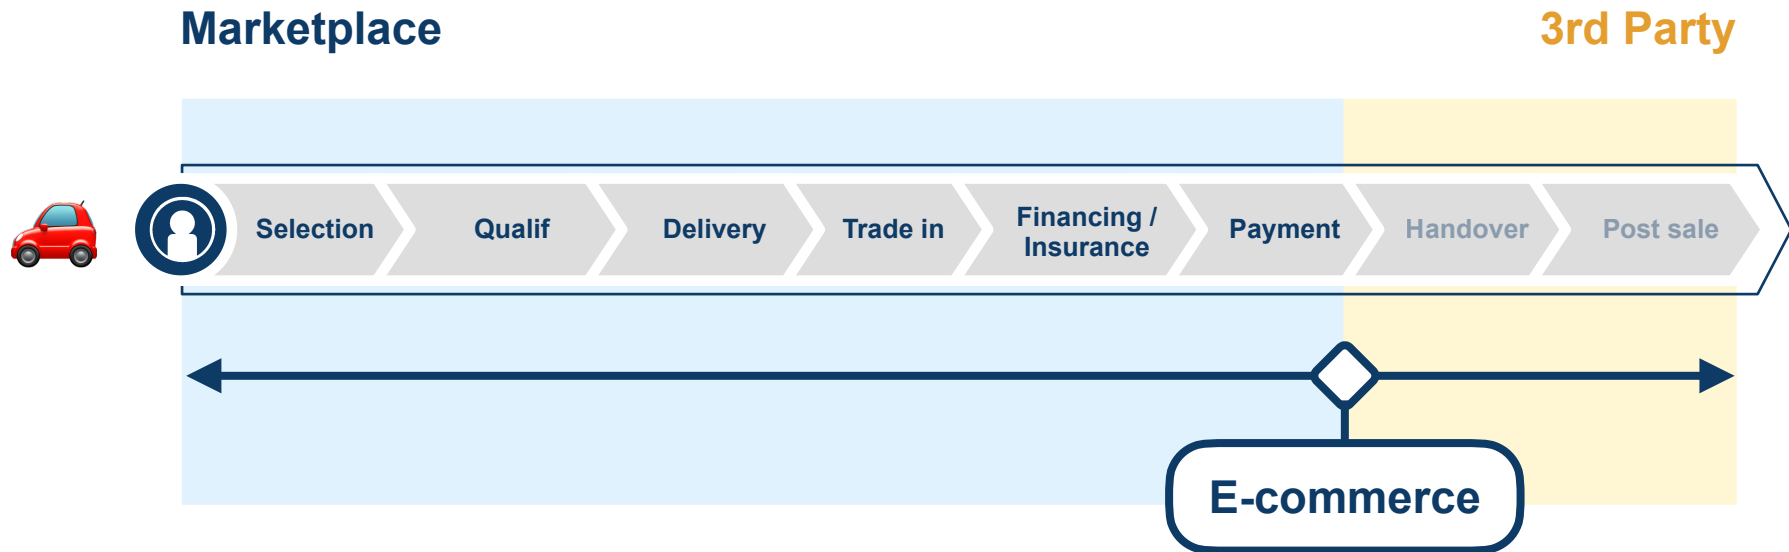 Marketplace
3rd Party
Selection
Qualif
Delivery
Trade in
Financing /
Insurance
Payment
Handover
Post sale
E-commerce